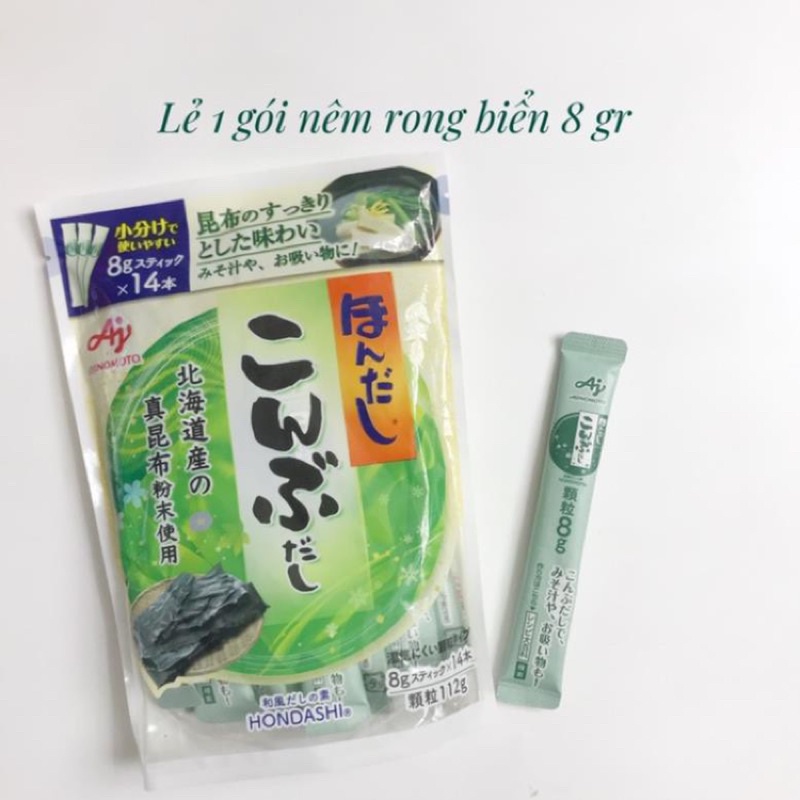 Lẻ 1 gói nêm rong biển 8 gr
小分けで
使いやすい
8gスティック
×14本
昆布のすっきり
とした味わい
みそ汁や、お吸い物に!
AJINOMOTO
ほんだし
こんぶだし
北海道産の
真昆布粉末使用
8gスティック×14本
顆粒112g
和風だしの素
HONDASHI®
AJINOMOTO
こんぶだし
顆粒8g
こんぶだしで、
みそ汁や、お吸い物も!